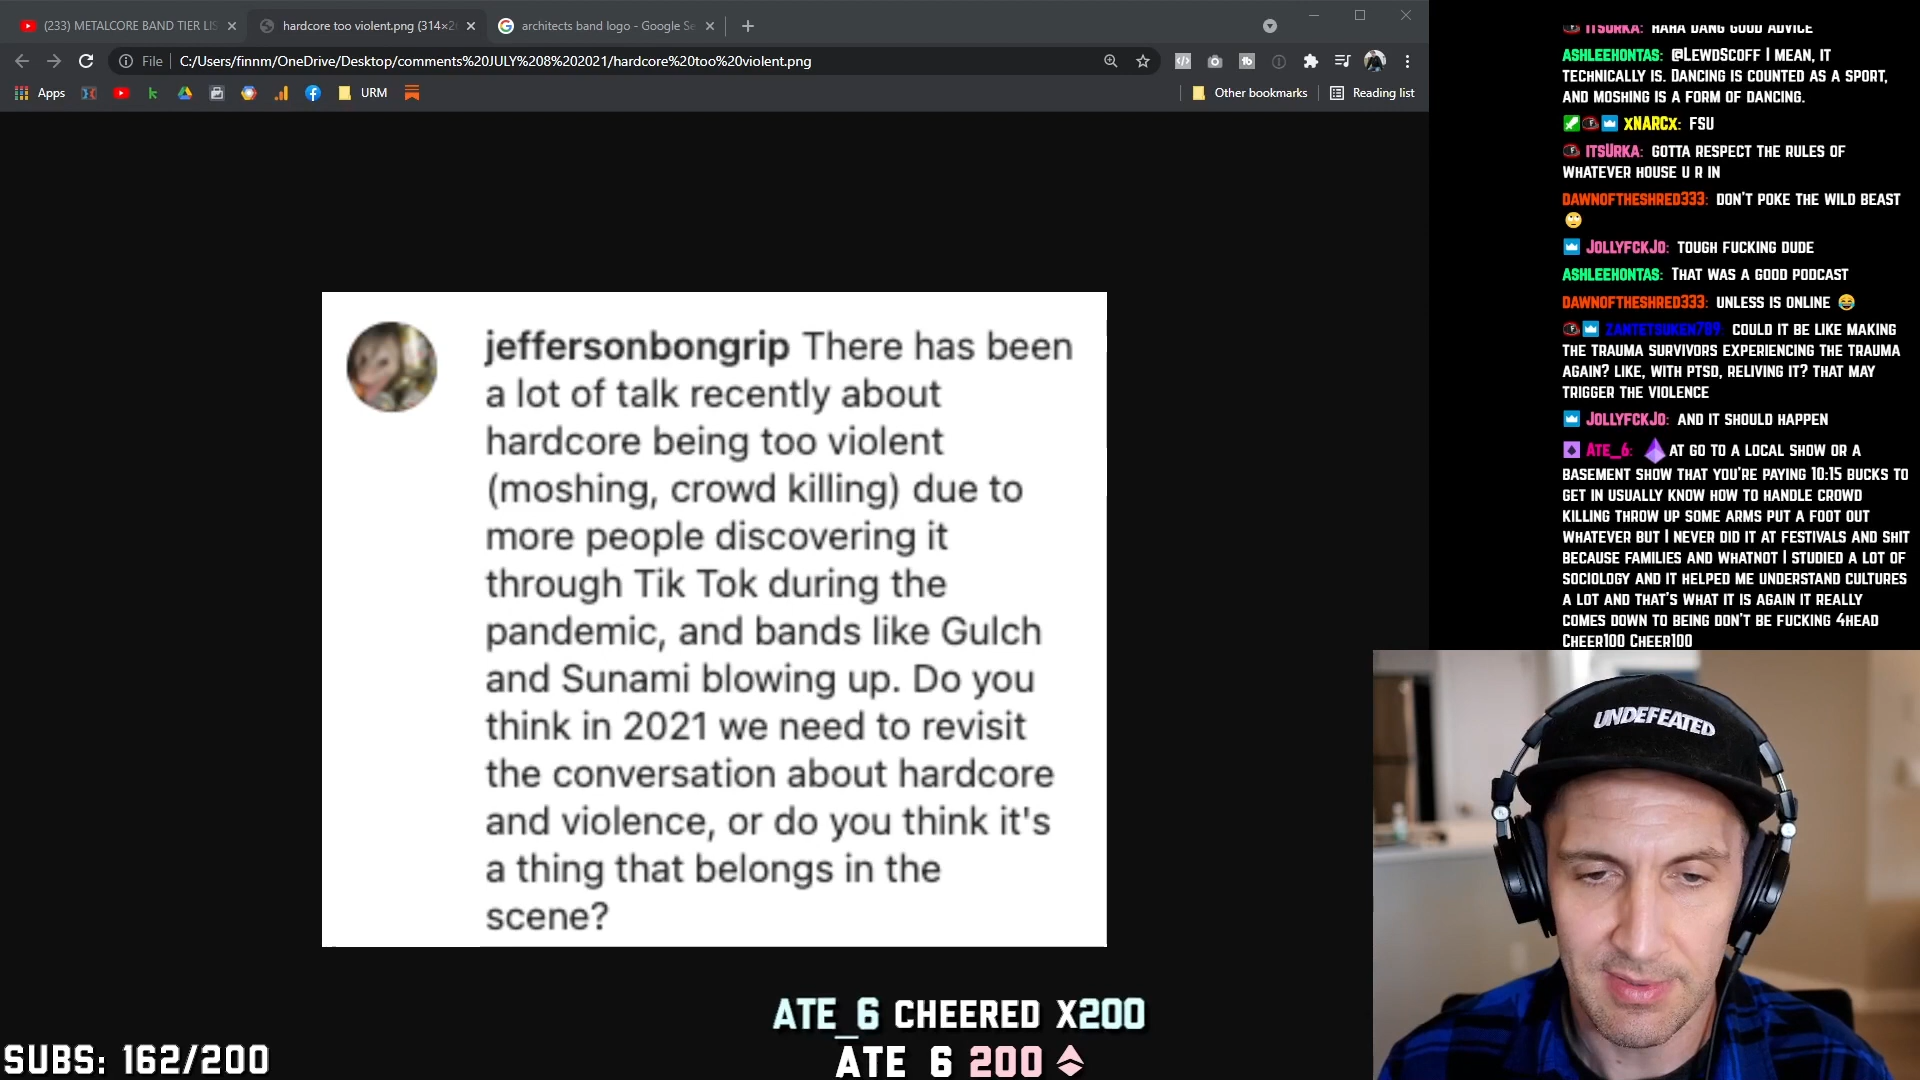 (233) METALCORE BAND TIER LIS
hardcore too violent.png (314×2
architects band logo - Google Se
File
C:/Users/finnm/OneDrive/Desktop/comments%20JULY%208%202021/hardcore%20too%20violent.png
Apps
URM
Other bookmarks
Reading list
jeffersonbongrip There has been
a lot of talk recently about
hardcore being too violent
(moshing, crowd killing) due to
more people discovering it
through Tik Tok during the
pandemic, and bands like Gulch
and Sunami blowing up. Do you
think in 2021 we need to revisit
the conversation about hardcore
and violence, or do you think it's
a thing that belongs in the
scene?
ITSURKA: HAHA DANG GOOD ADVICE
ASHLEEHONTAS: @LEWDSCOFF I MEAN, IT
TECHNICALLY IS. DANCING IS COUNTED AS A SPORT,
AND MOSHING IS A FORM OF DANCING.
XNARCX: FSU
ITSURKA: GOTTA RESPECT THE RULES OF
WHATEVER HOUSE U R IN
DAWNOFTHESHRED333: DON'T POKE THE WILD BEAST
🙄
JOLLYFCKJO: TOUGH FUCKING DUDE
ASHLEEHONTAS: THAT WAS A GOOD PODCAST
DAWNOFTHESHRED333: UNLESS IS ONLINE 😂
ZANTETSUKEN789: COULD IT BE LIKE MAKING
THE TRAUMA SURVIVORS EXPERIENCING THE TRAUMA
AGAIN? LIKE, WITH PTSD, RELIVING IT? THAT MAY
TRIGGER THE VIOLENCE
JOLLYFCKJO: AND IT SHOULD HAPPEN
ATE_6: AT GO TO A LOCAL SHOW OR A
BASEMENT SHOW THAT YOU'RE PAYING 10:15 BUCKS TO
GET IN USUALLY KNOW HOW TO HANDLE CROWD
KILLING THROW UP SOME ARMS PUT A FOOT OUT
WHATEVER BUT I NEVER DID IT AT FESTIVALS AND SHIT
BECAUSE FAMILIES AND WHATNOT I STUDIED A LOT OF
SOCIOLOGY AND IT HELPED ME UNDERSTAND CULTURES
A LOT AND THAT'S WHAT IT IS AGAIN IT REALLY
COMES DOWN TO BEING DON'T BE FUCKING 4HEAD
CHEER100 CHEER100
UNDEFEATED
ATE_6 CHEERED X200
ATE_6 200
SUBS: 162/200